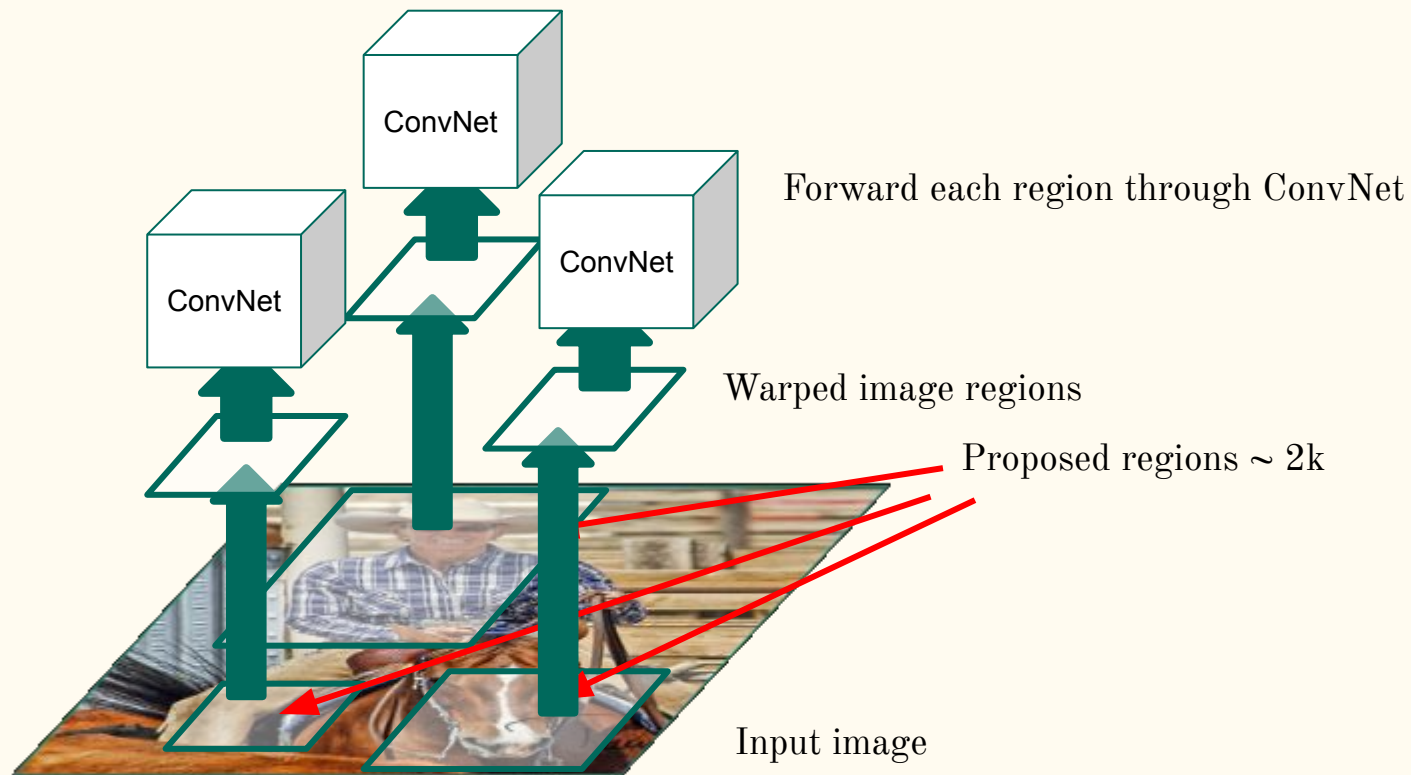 ConvNet
Forward each region through ConvNet
ConvNet
ConvNet
Warped image regions
Proposed regions ~ 2k
Input image